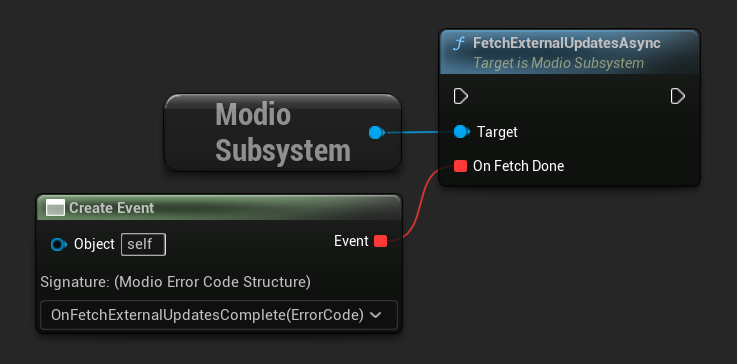 FetchExternalUpdatesAsync
Target is Modio Subsystem
Modio
Subsystem
Target
On Fetch Done
Create Event
Object self
Event
Signature: (Modio Error Code Structure)
OnFetchExternalUpdatesComplete(ErrorCode)